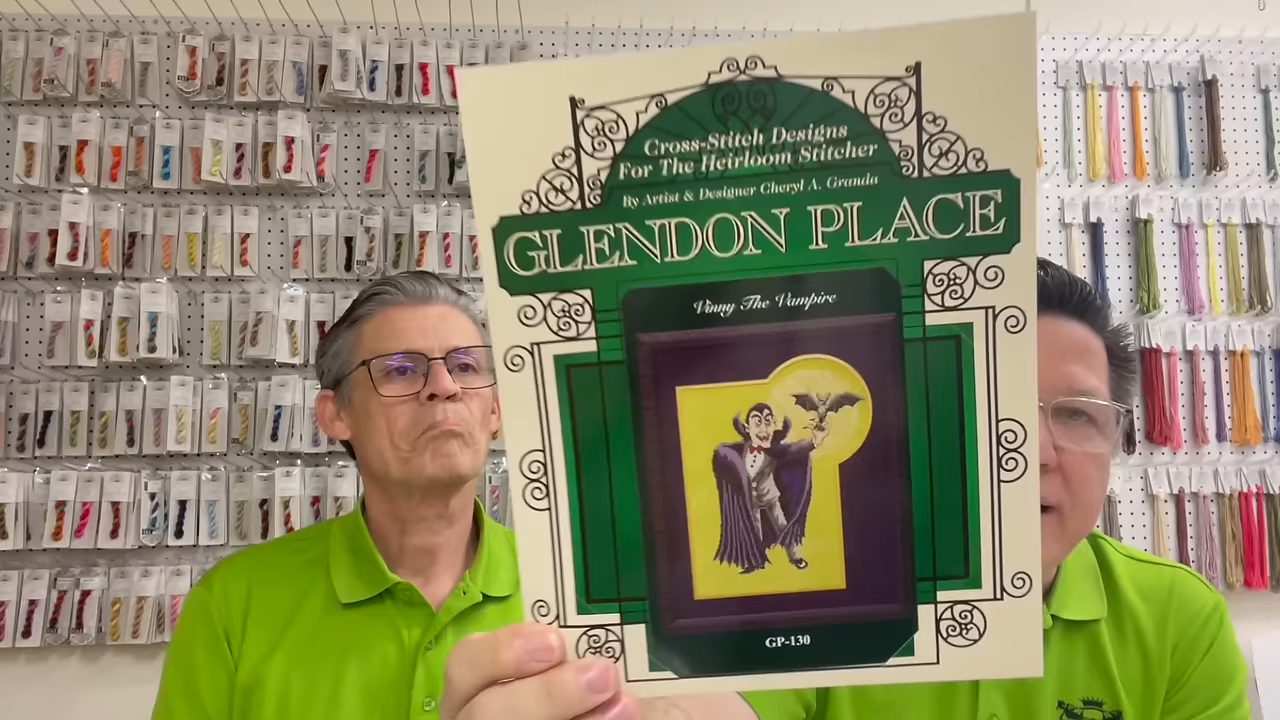 Cross-Stitch Designs
For The Heirloom Stitcher
By Artist & Designer Cheryl A. Granda
GLENDON PLACE
Vinny The Vampire
GP-130